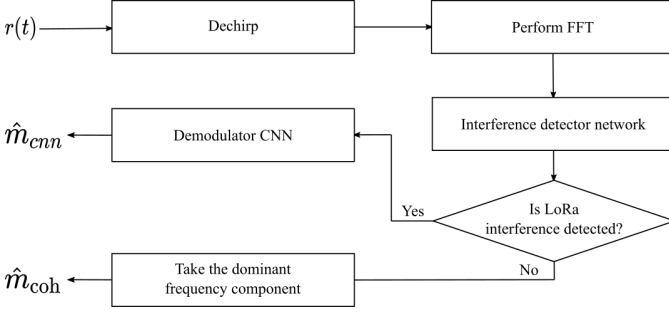 r(t)
Dechirp
Perform FFT
Interference detector network
Demodulator CNN
m̂_cnn
Is LoRa
interference detected?
Yes
No
Take the dominant
frequency component
m̂_coh